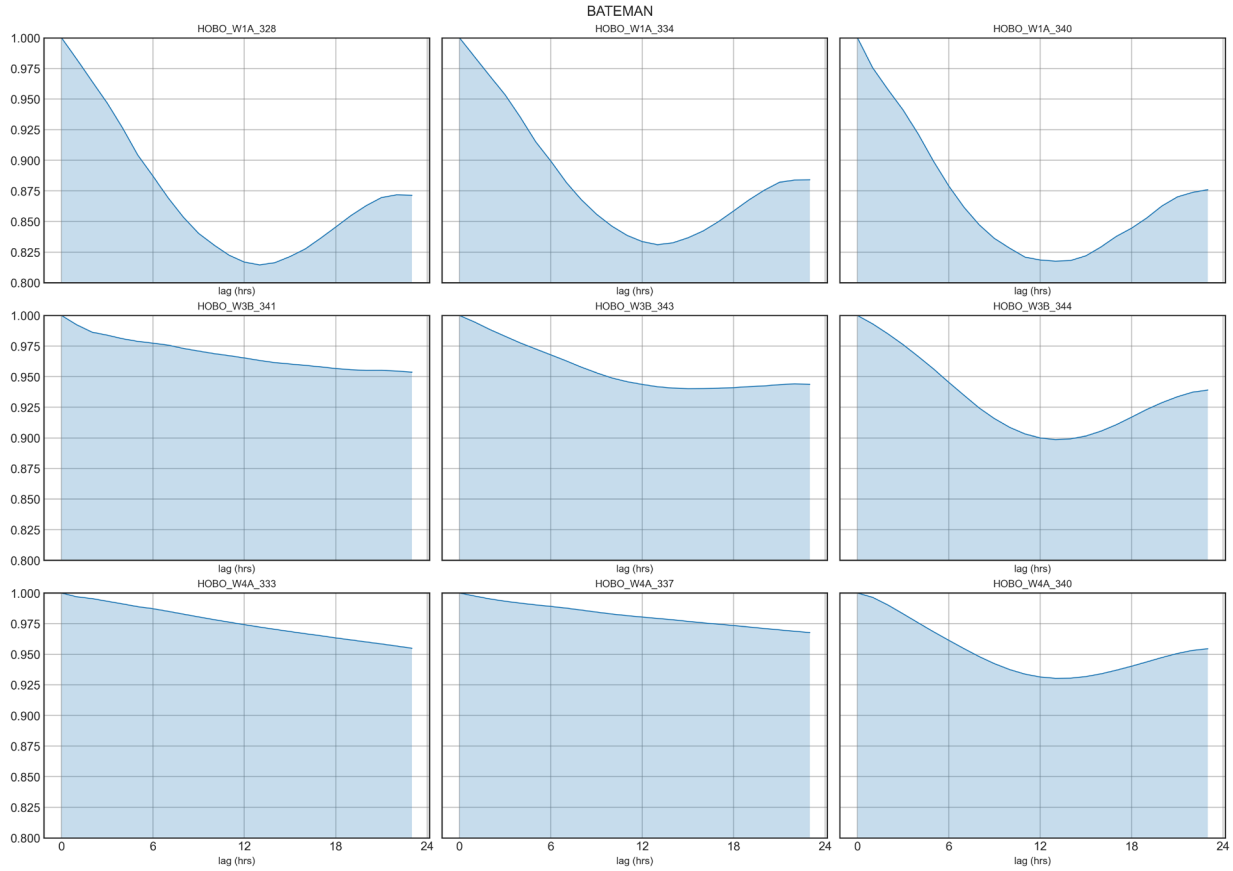 BATEMAN
HOBO_W1A_328
HOBO_W1A_334
HOBO_W1A_340
1.000
0.975
0.950
0.925
0.900
0.875
0.850
0.825
0.800
lag (hrs)
lag (hrs)
lag (hrs)
HOBO_W3B_341
HOBO_W3B_343
HOBO_W3B_344
1.000
0.975
0.950
0.925
0.900
0.875
0.850
0.825
0.800
lag (hrs)
lag (hrs)
lag (hrs)
HOBO_W4A_333
HOBO_W4A_337
HOBO_W4A_340
1.000
0.975
0.950
0.925
0.900
0.875
0.850
0.825
0.800
0 6 12 18 24
0 6 12 18 24
0 6 12 18 24
lag (hrs)
lag (hrs)
lag (hrs)